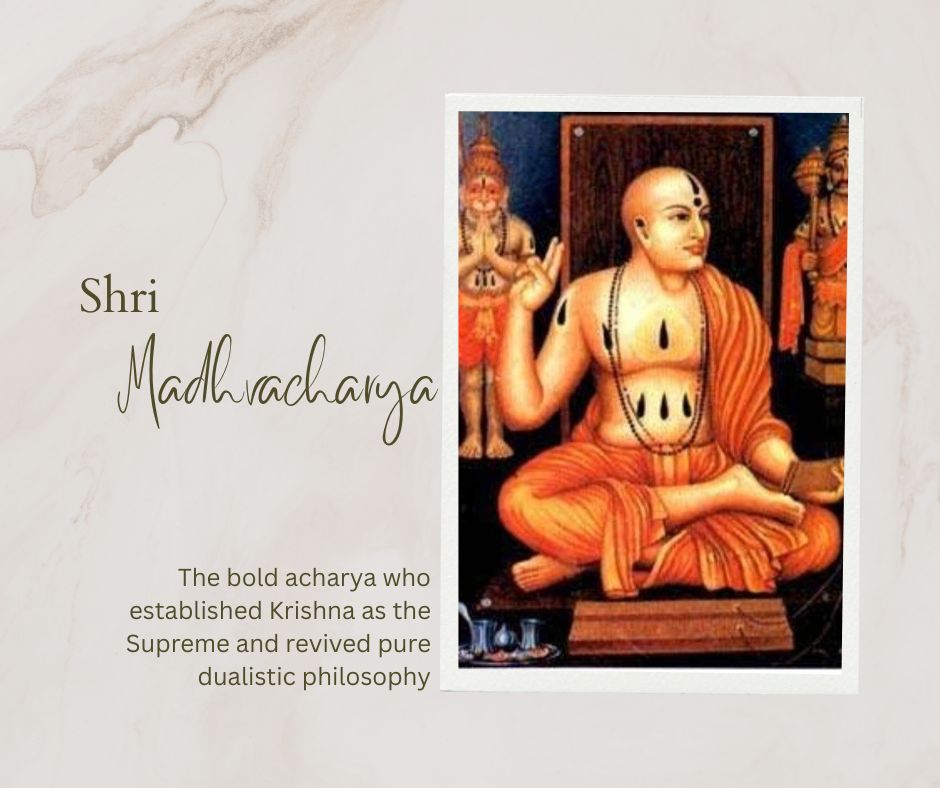 Shri
Madhvacharya
The bold acharya who
established Krishna as the
Supreme and revived pure
dualistic philosophy